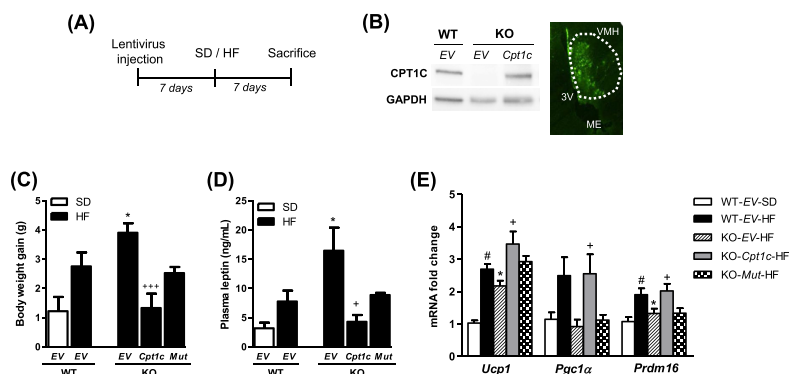 (A)
Lentivirus injection
SD / HF
Sacrifice
7 days
7 days
(B)
WT
KO
EV
EV
Cpt1c
CPT1C
GAPDH
VMH
3V
ME
(C)
SD
HF
Body weight gain (g)
5
4
3
2
1
0
*
+++
EV
EV
EV
Cpt1c
Mut
WT
KO
(D)
SD
HF
Plasma leptin (ng/mL)
25
20
15
10
5
0
*
+
EV
EV
EV
Cpt1c
Mut
WT
KO
(E)
mRNA fold change
5
4
3
2
1
0
#
*
+
+
#
*
+
Ucp1
Pgc1α
Prdm16
WT-EV-SD
WT-EV-HF
KO-EV-HF
KO-Cpt1c-HF
KO-Mut-HF